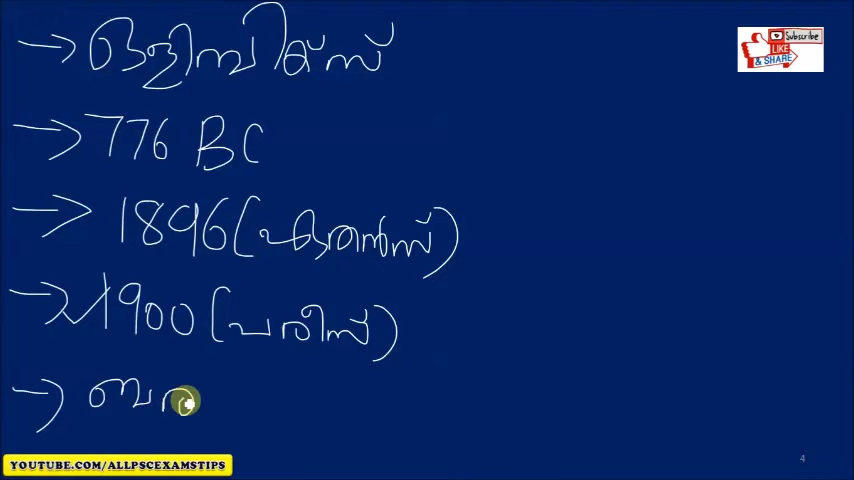 → ഒളിമ്പിക്സ്
Subscribe
LIKE
& SHARE
→ 776 BC
→ 1896 (ഏതൻസ്)
→ 1900 (പാരീസ്)
→
YOUTUBE.COM/ALLPSCEXAMSTIPS
4